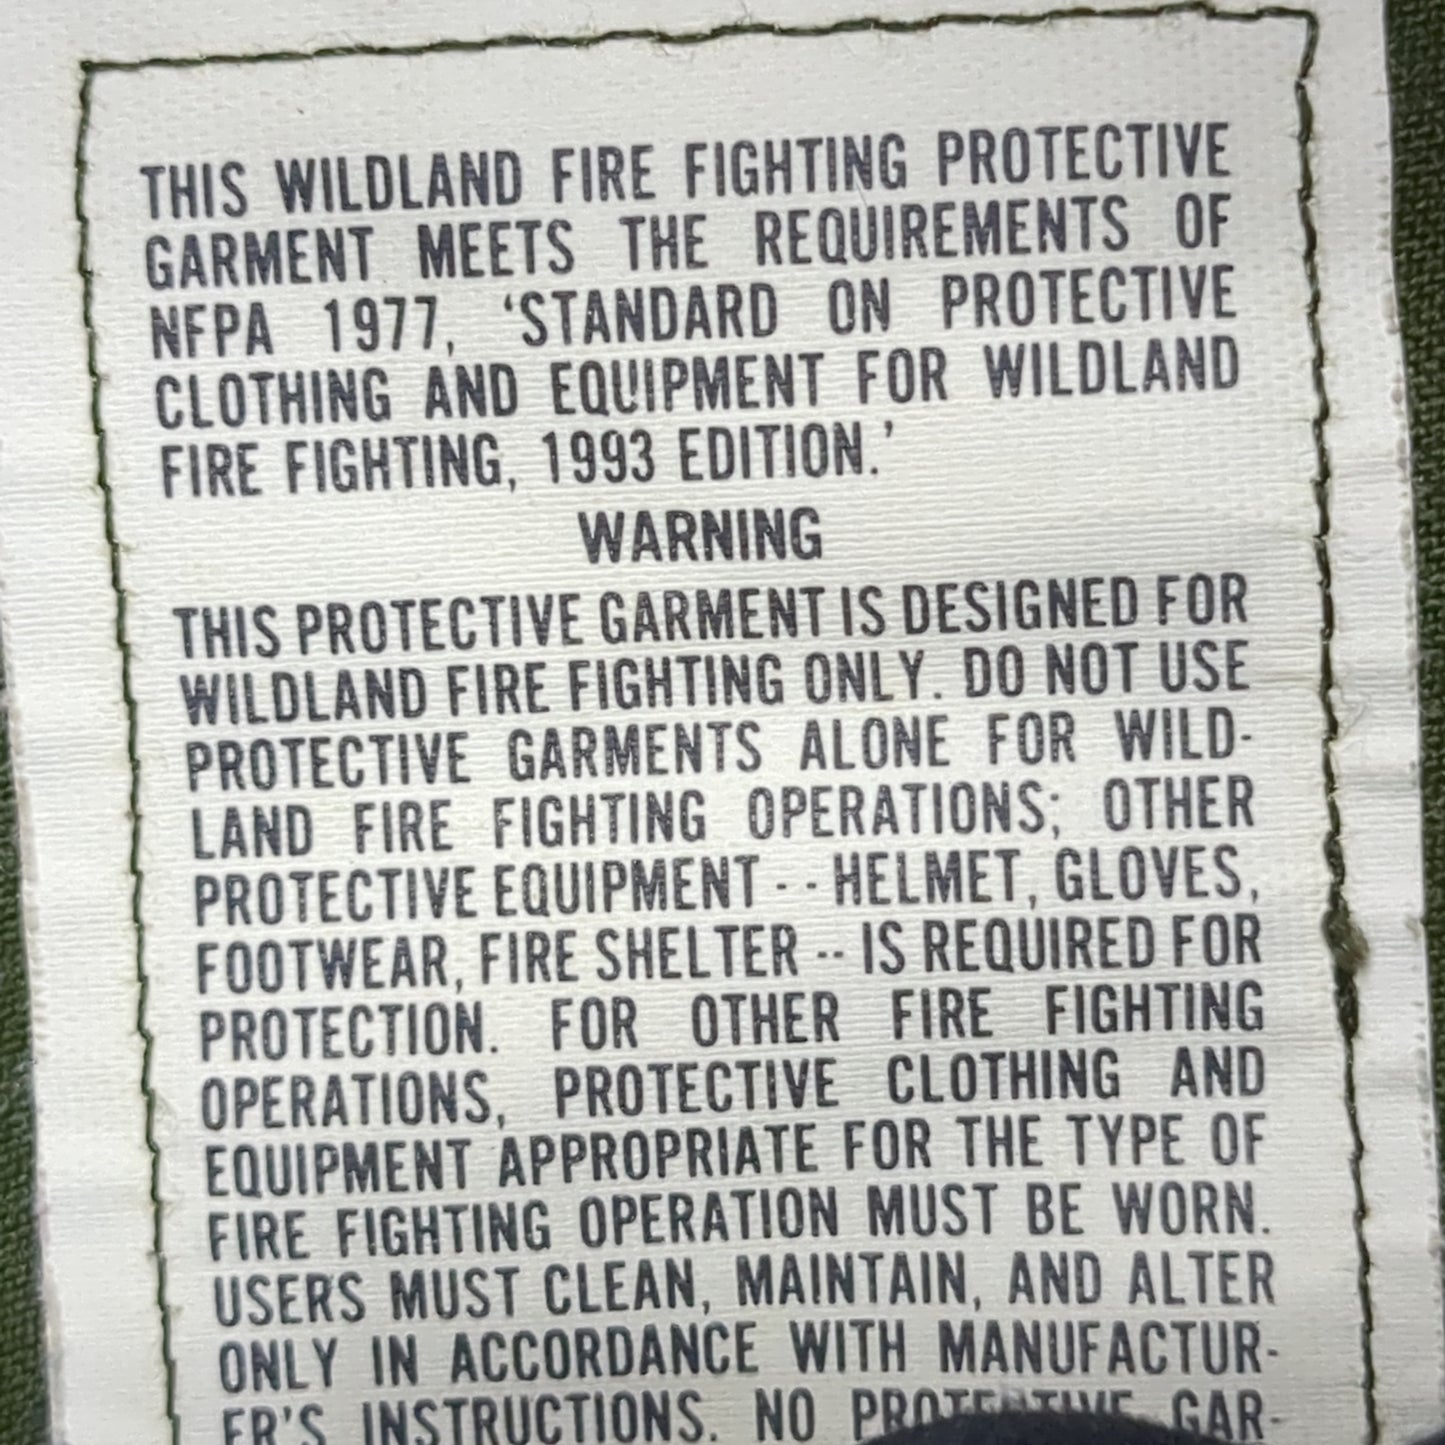 THIS WILDLAND FIRE FIGHTING PROTECTIVE
GARMENT MEETS THE REQUIREMENTS OF
NFPA 1977, ‘STANDARD ON PROTECTIVE
CLOTHING AND EQUIPMENT FOR WILDLAND
FIRE FIGHTING, 1993 EDITION.’
WARNING
THIS PROTECTIVE GARMENT IS DESIGNED FOR
WILDLAND FIRE FIGHTING ONLY. DO NOT USE
PROTECTIVE GARMENTS ALONE FOR WILD-
LAND FIRE FIGHTING OPERATIONS; OTHER
PROTECTIVE EQUIPMENT - - HELMET, GLOVES,
FOOTWEAR, FIRE SHELTER -- IS REQUIRED FOR
PROTECTION. FOR OTHER FIRE FIGHTING
OPERATIONS, PROTECTIVE CLOTHING AND
EQUIPMENT APPROPRIATE FOR THE TYPE OF
FIRE FIGHTING OPERATION MUST BE WORN.
USERS MUST CLEAN, MAINTAIN, AND ALTER
ONLY IN ACCORDANCE WITH MANUFACTUR-
ER'S INSTRUCTIONS. NO PROTECTIVE GAR-